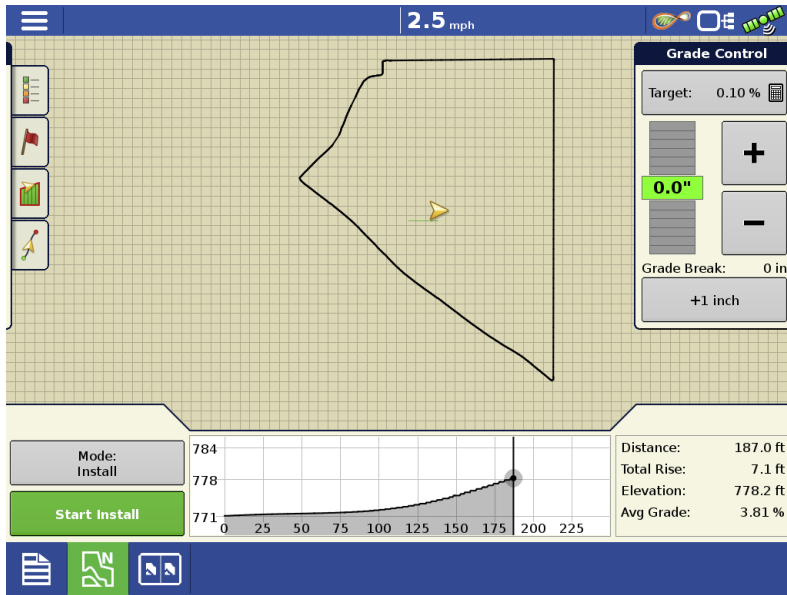 2.5 mph
Grade Control
Target: 0.10 %
+
0.0"
−
Grade Break: 0 in
+1 inch
Mode:
Install
Start Install
784
778
771
0 25 50 75 100 125 150 175 200 225
Distance: 187.0 ft
Total Rise: 7.1 ft
Elevation: 778.2 ft
Avg Grade: 3.81 %
N